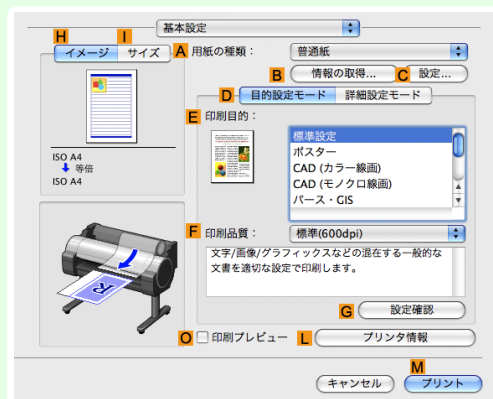 基本設定
H I
イメージ サイズ
A 用紙の種類： 普通紙
B 情報の取得... C 設定...
D 目的設定モード 詳細設定モード
E 印刷目的：
標準設定
ポスター
CAD (カラー線画)
CAD (モノクロ線画)
パース・GIS
ISO A4
等倍
ISO A4
F 印刷品質： 標準(600dpi)
文字/画像/グラフィックスなどの混在する一般的な
文書を適切な設定で印刷します。
G 設定確認
O 印刷プレビュー L プリンタ情報
M
キャンセル プリント